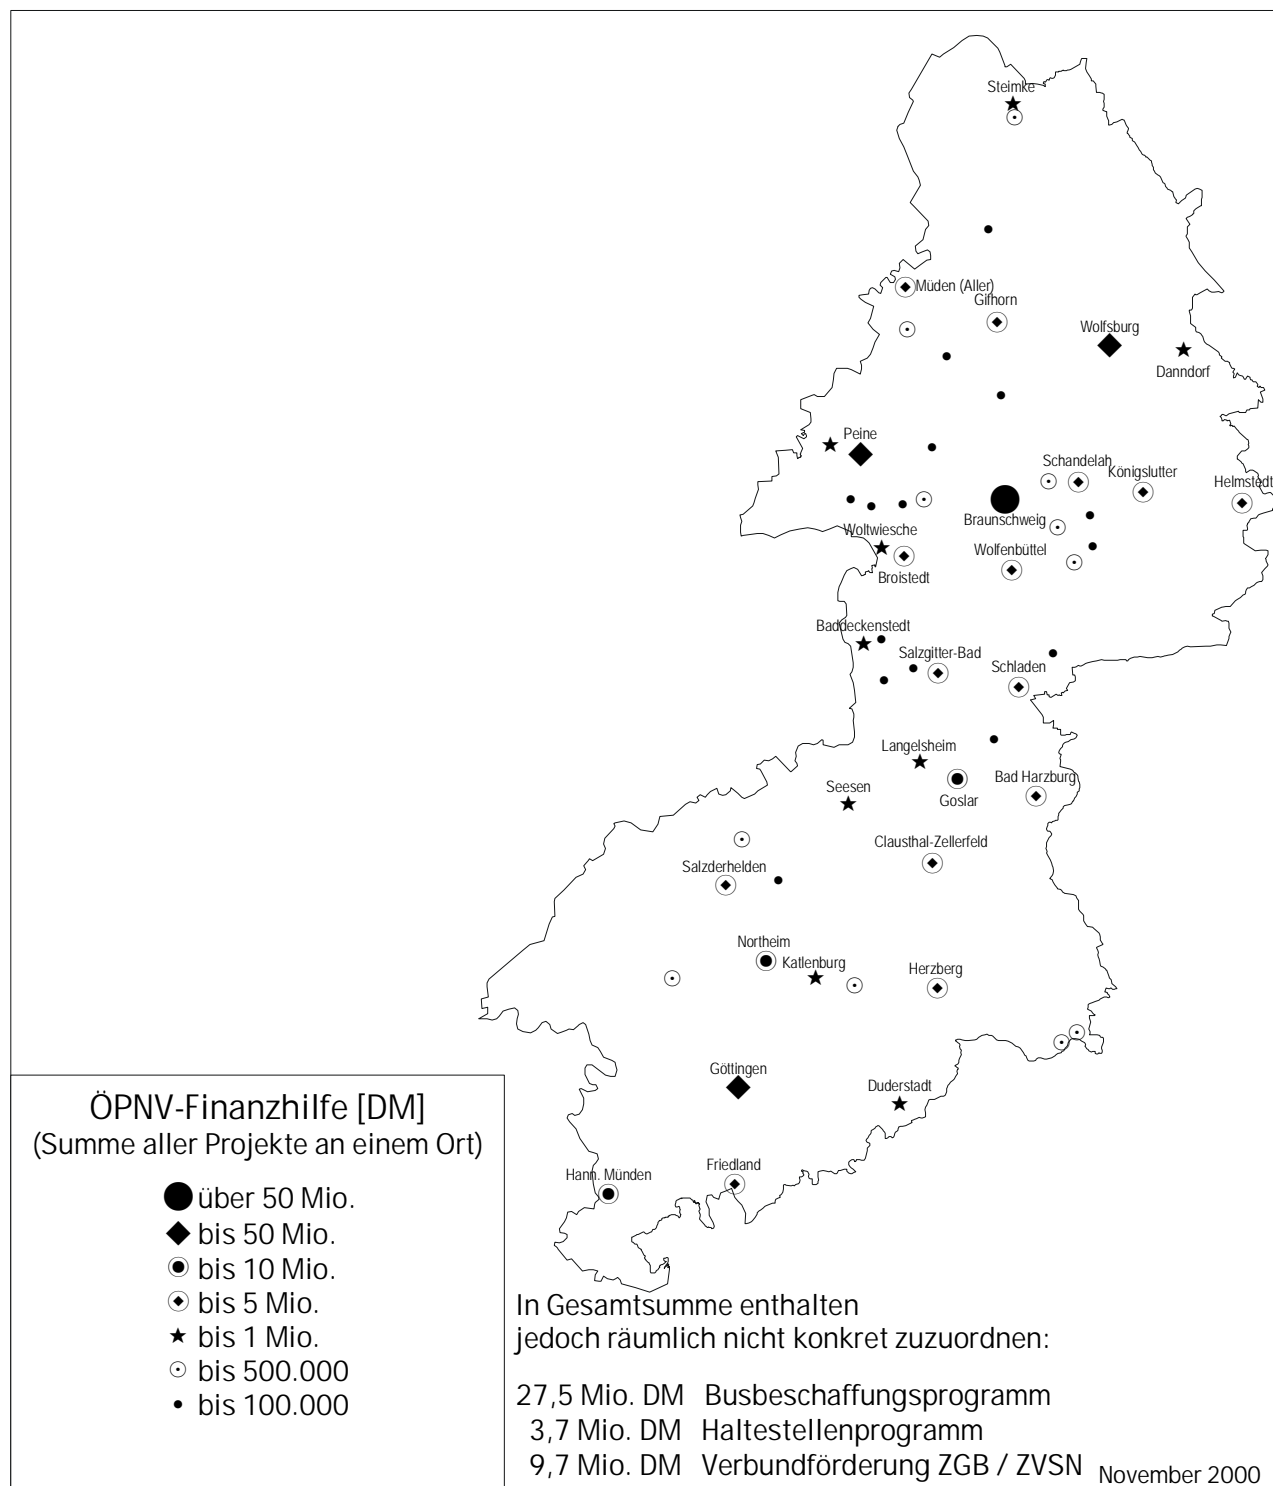 Steimke
Müden (Aller)
Gifhorn
Wolfsburg
Danndorf
Peine
Schandelah
Königslutter
Helmstedt
Braunschweig
Woltwiesche
Wolfenbüttel
Broistedt
Baddeckenstedt
Salzgitter-Bad
Schladen
Langelsheim
Bad Harzburg
Seesen
Goslar
Clausthal-Zellerfeld
Salzderhelden
Northeim
Katlenburg
Herzberg
Göttingen
Duderstadt
Friedland
Hann. Münden
ÖPNV-Finanzhilfe [DM]
(Summe aller Projekte an einem Ort)
über 50 Mio.
bis 50 Mio.
bis 10 Mio.
bis 5 Mio.
bis 1 Mio.
bis 500.000
bis 100.000
In Gesamtsumme enthalten
jedoch räumlich nicht konkret zuzuordnen:
27,5 Mio. DM Busbeschaffungsprogramm
3,7 Mio. DM Haltestellenprogramm
9,7 Mio. DM Verbundförderung ZGB / ZVSN
November 2000